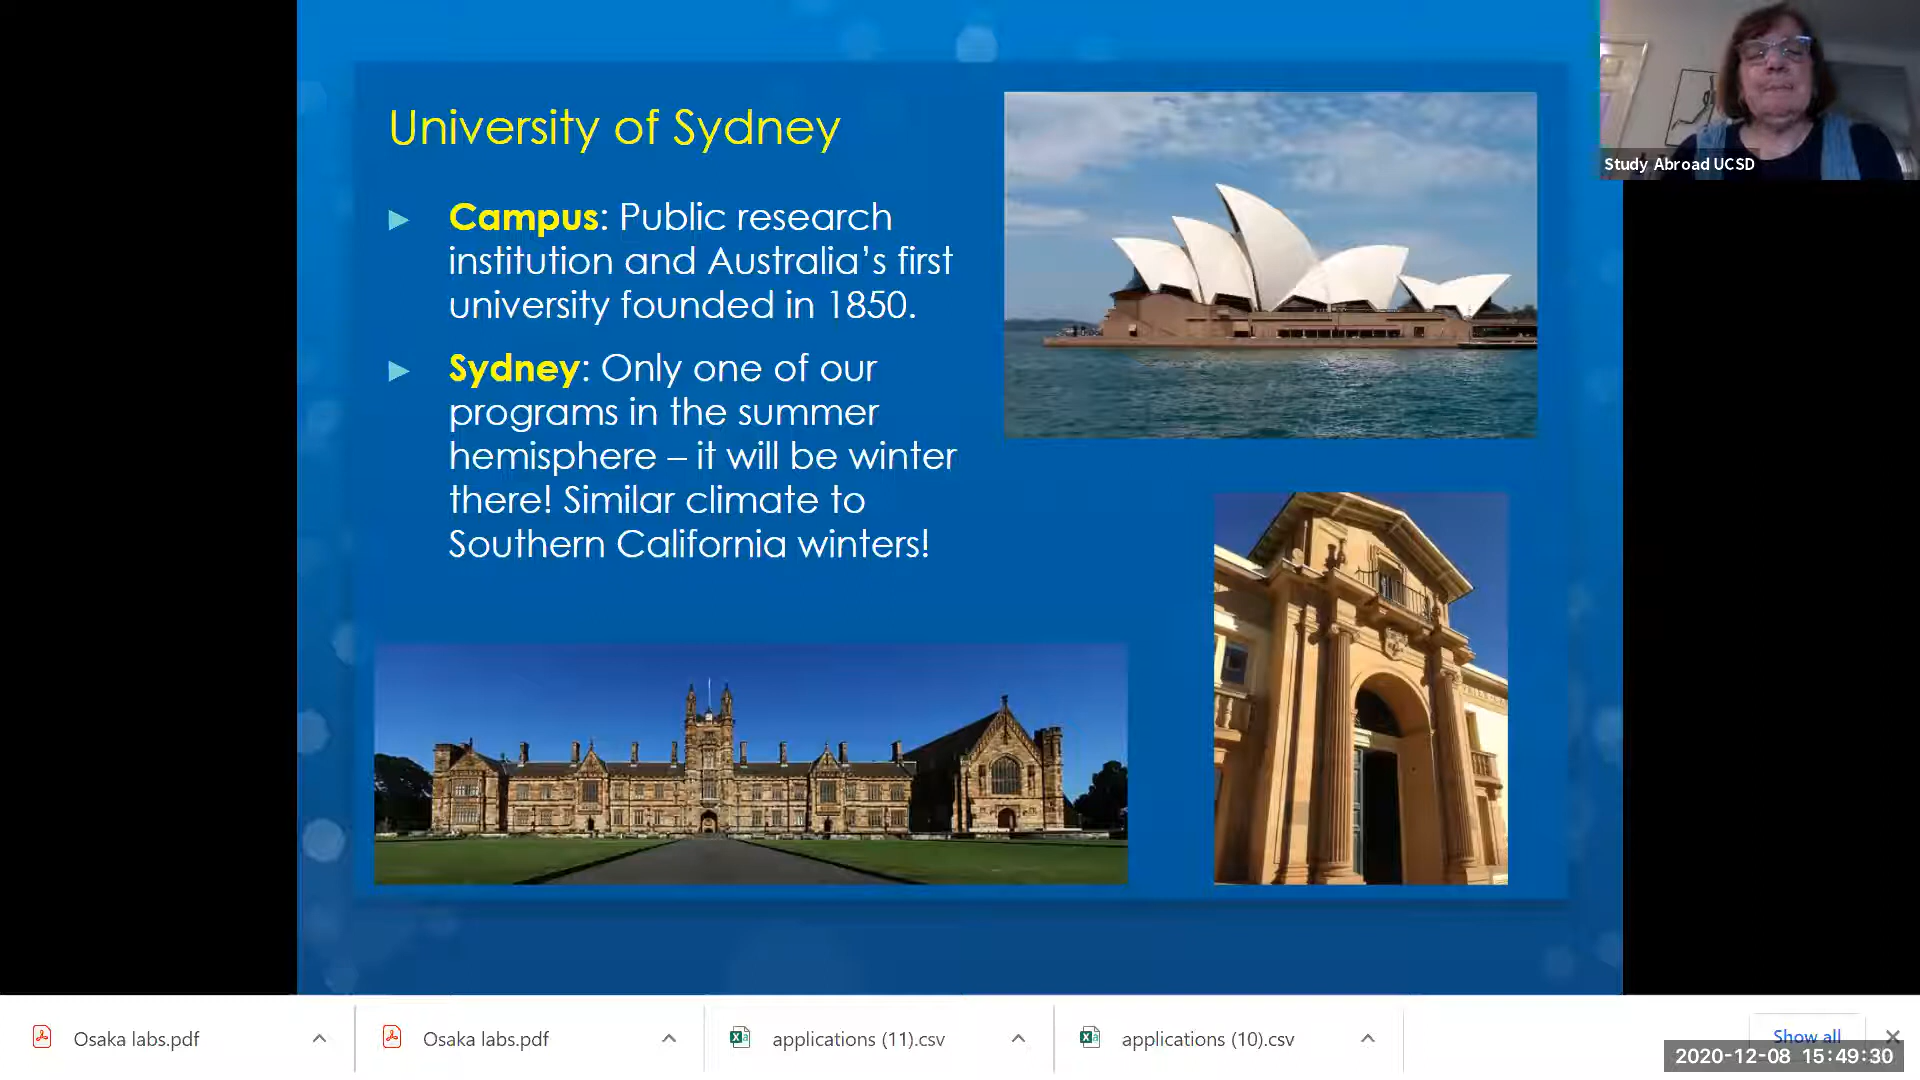 University of Sydney
Campus: Public research
institution and Australia's first
university founded in 1850.
Sydney: Only one of our
programs in the summer
hemisphere – it will be winter
there! Similar climate to
Southern California winters!
Study Abroad UCSD
Osaka labs.pdf
Osaka labs.pdf
applications (11).csv
applications (10).csv
Show all
2020-12-08 15:49:30